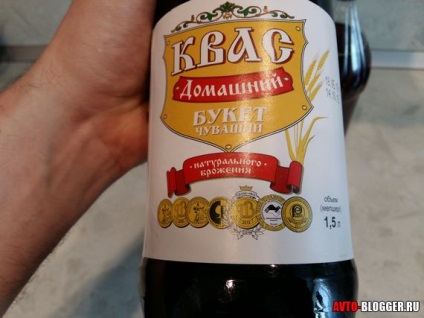 КВАС
Домашний
БУКЕТ
ЧУВАШИИ
натурального
брожения
объем
1,5 л
AVTO-BLOGGER.RU